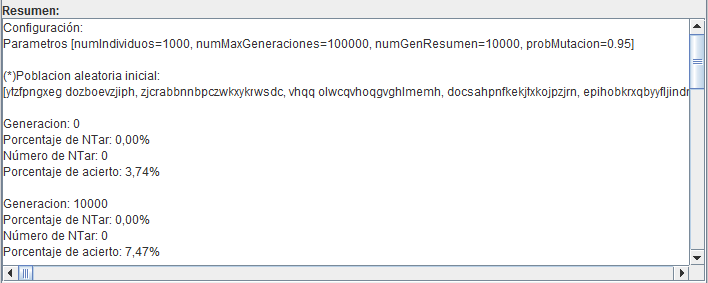 Resumen:
Configuración:
Parametros [numIndividuos=1000, numMaxGeneraciones=100000, numGenResumen=10000, probMutacion=0.95]
(*)Poblacion aleatoria inicial:
[ytzfpngxeg dozboevzjiph, zjcrabbnnbpczwkxykrwsdc, vhqq olwcqvhoqgvghlmemh, docsahpnfkekjfxkojpzjrn, epihobkrxqbyyfljindr
Generacion: 0
Porcentaje de NTar: 0,00%
Número de NTar: 0
Porcentaje de acierto: 3,74%
Generacion: 10000
Porcentaje de NTar: 0,00%
Número de NTar: 0
Porcentaje de acierto: 7,47%